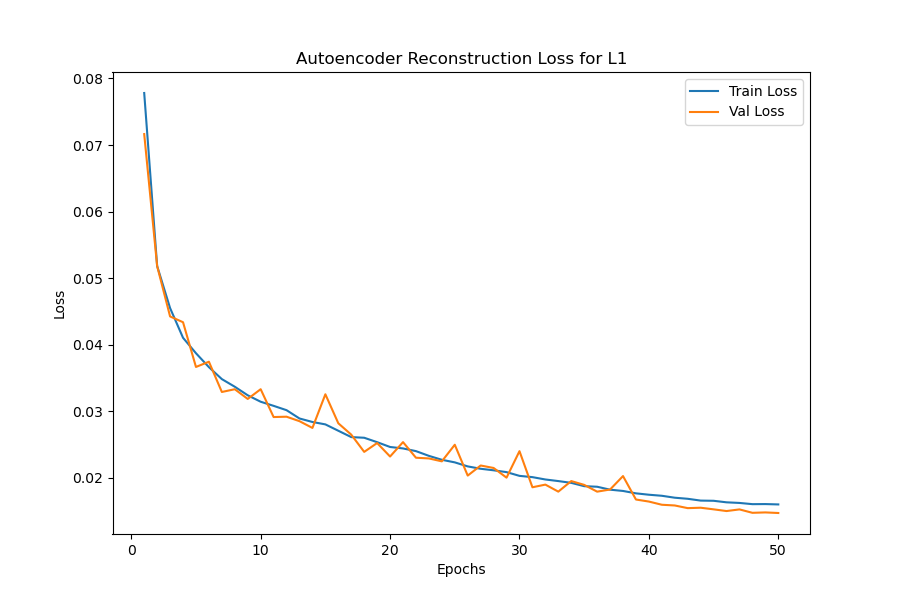 Autoencoder Reconstruction Loss for L1
Train Loss
Val Loss
0.08
0.07
0.06
0.05
0.04
0.03
0.02
Loss
0 10 20 30 40 50
Epochs